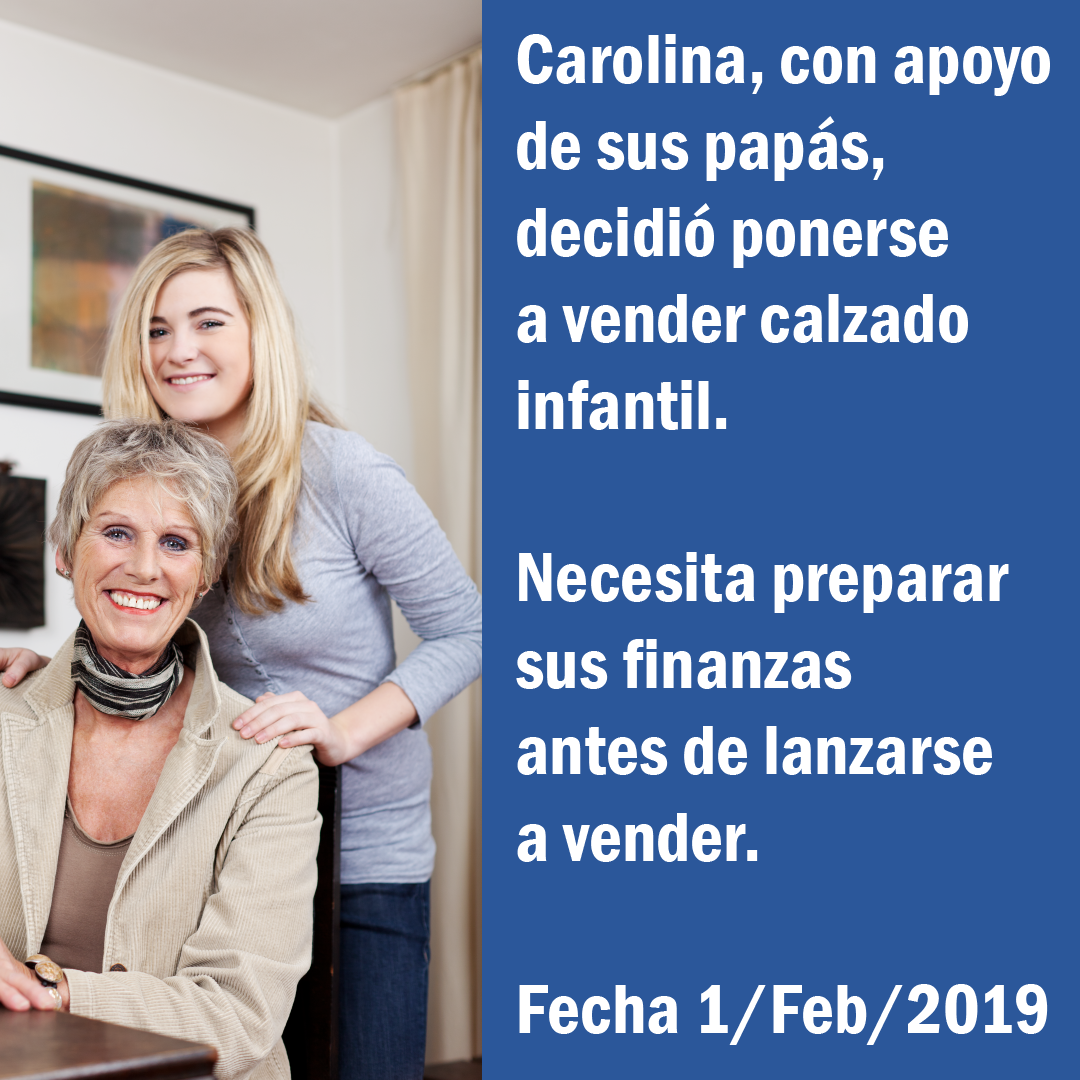 Carolina, con apoyo
de sus papás,
decidió ponerse
a vender calzado
infantil.
Necesita preparar
sus finanzas
antes de lanzarse
a vender.
Fecha 1/Feb/2019